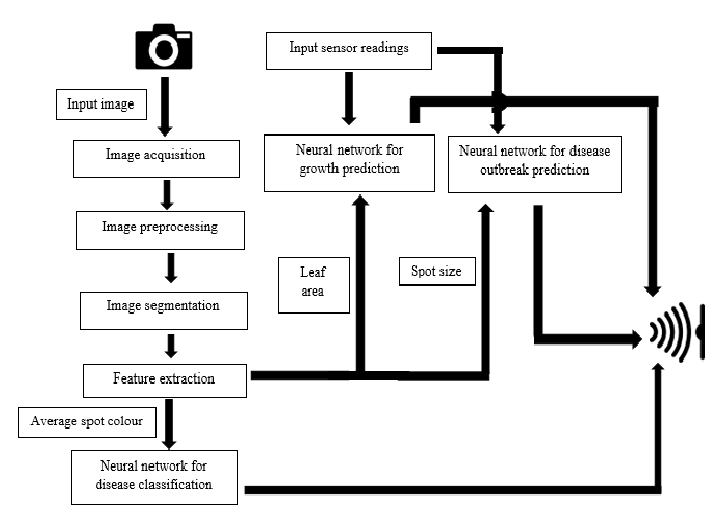 Input sensor readings
Input image
Image acquisition
Neural network for
growth prediction
Neural network for disease
outbreak prediction
Image preprocessing
Leaf
area
Spot size
Image segmentation
Feature extraction
Average spot colour
Neural network for
disease classification